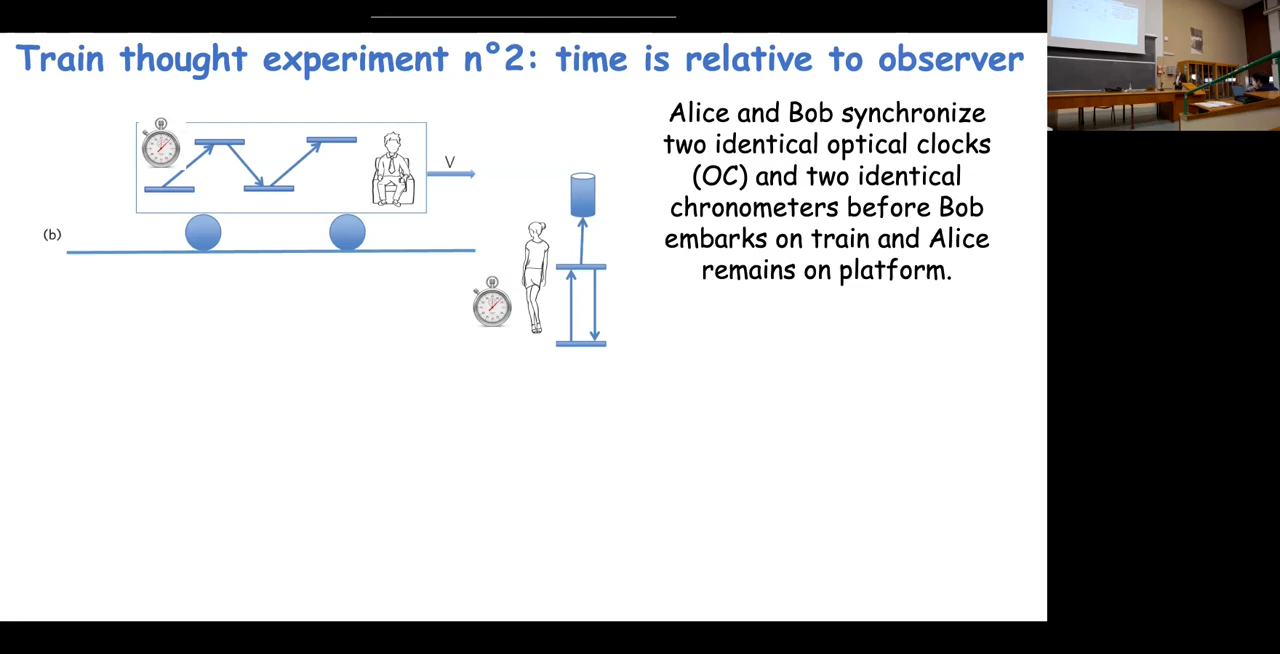 Train thought experiment n°2: time is relative to observer
Alice and Bob synchronize
two identical optical clocks
(OC) and two identical
chronometers before Bob
embarks on train and Alice
remains on platform.
V
(b)